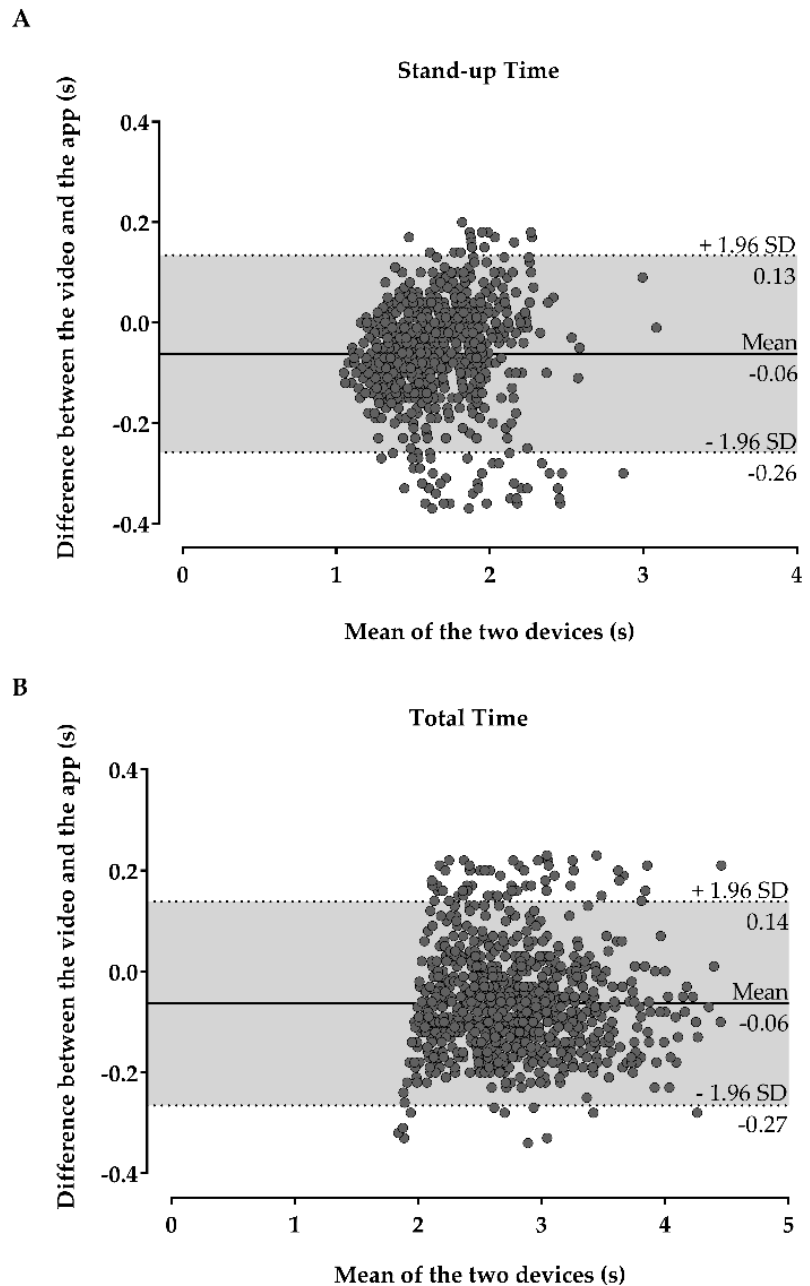 A
Stand-up Time
Difference between the video and the app (s)
0.4
0.2
0.0
-0.2
-0.4
+ 1.96 SD
0.13
Mean
-0.06
- 1.96 SD
-0.26
0 1 2 3 4
Mean of the two devices (s)
B
Total Time
Difference between the video and the app (s)
0.4
0.2
0.0
-0.2
-0.4
+ 1.96 SD
0.14
Mean
-0.06
- 1.96 SD
-0.27
0 1 2 3 4 5
Mean of the two devices (s)